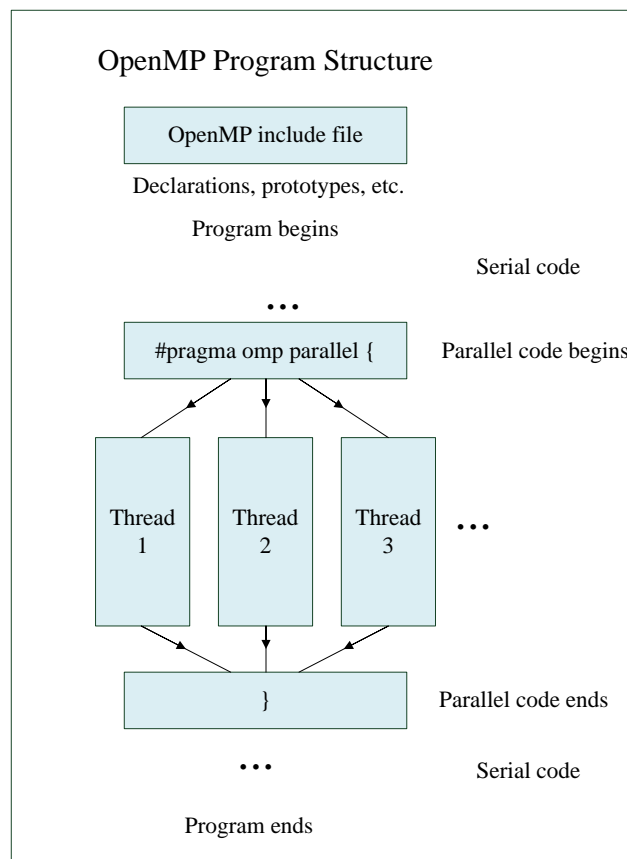 OpenMP Program Structure
OpenMP include file
Declarations, prototypes, etc.
Program begins
Serial code
...
#pragma omp parallel {
Parallel code begins
Thread
1
Thread
2
Thread
3
...
}
Parallel code ends
...
Serial code
Program ends